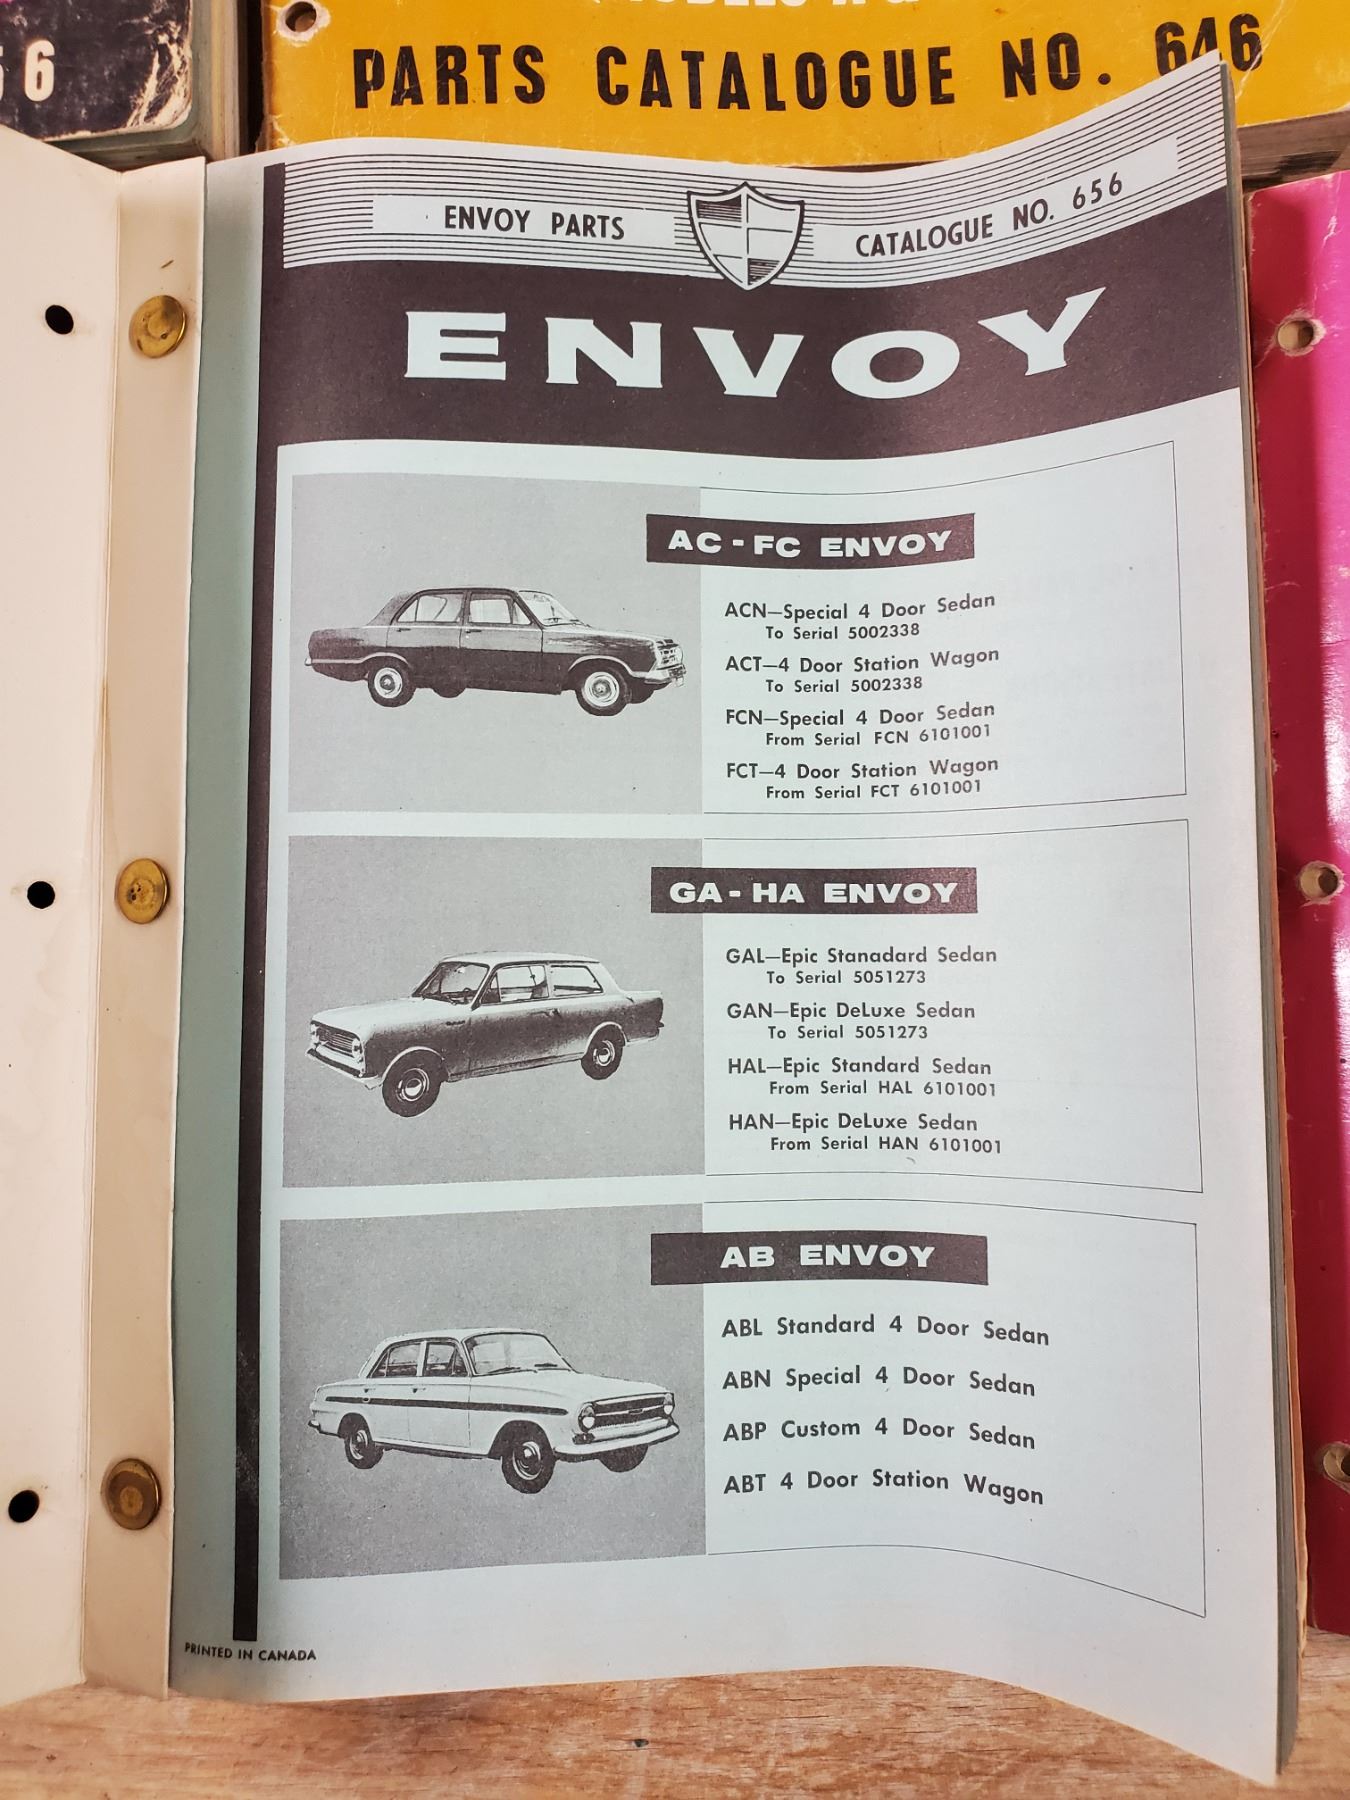 56
PARTS CATALOGUE NO. 646
ENVOY PARTS
CATALOGUE NO. 656
ENVOY
AC - FC ENVOY
ACN—Special 4 Door Sedan
To Serial 5002338
ACT—4 Door Station Wagon
To Serial 5002338
FCN—Special 4 Door Sedan
From Serial FCN 6101001
FCT—4 Door Station Wagon
From Serial FCT 6101001
GA - HA ENVOY
GAL—Epic Stanadard Sedan
To Serial 5051273
GAN—Epic DeLuxe Sedan
To Serial 5051273
HAL—Epic Standard Sedan
From Serial HAL 6101001
HAN—Epic DeLuxe Sedan
From Serial HAN 6101001
AB ENVOY
ABL Standard 4 Door Sedan
ABN Special 4 Door Sedan
ABP Custom 4 Door Sedan
ABT 4 Door Station Wagon
PRINTED IN CANADA